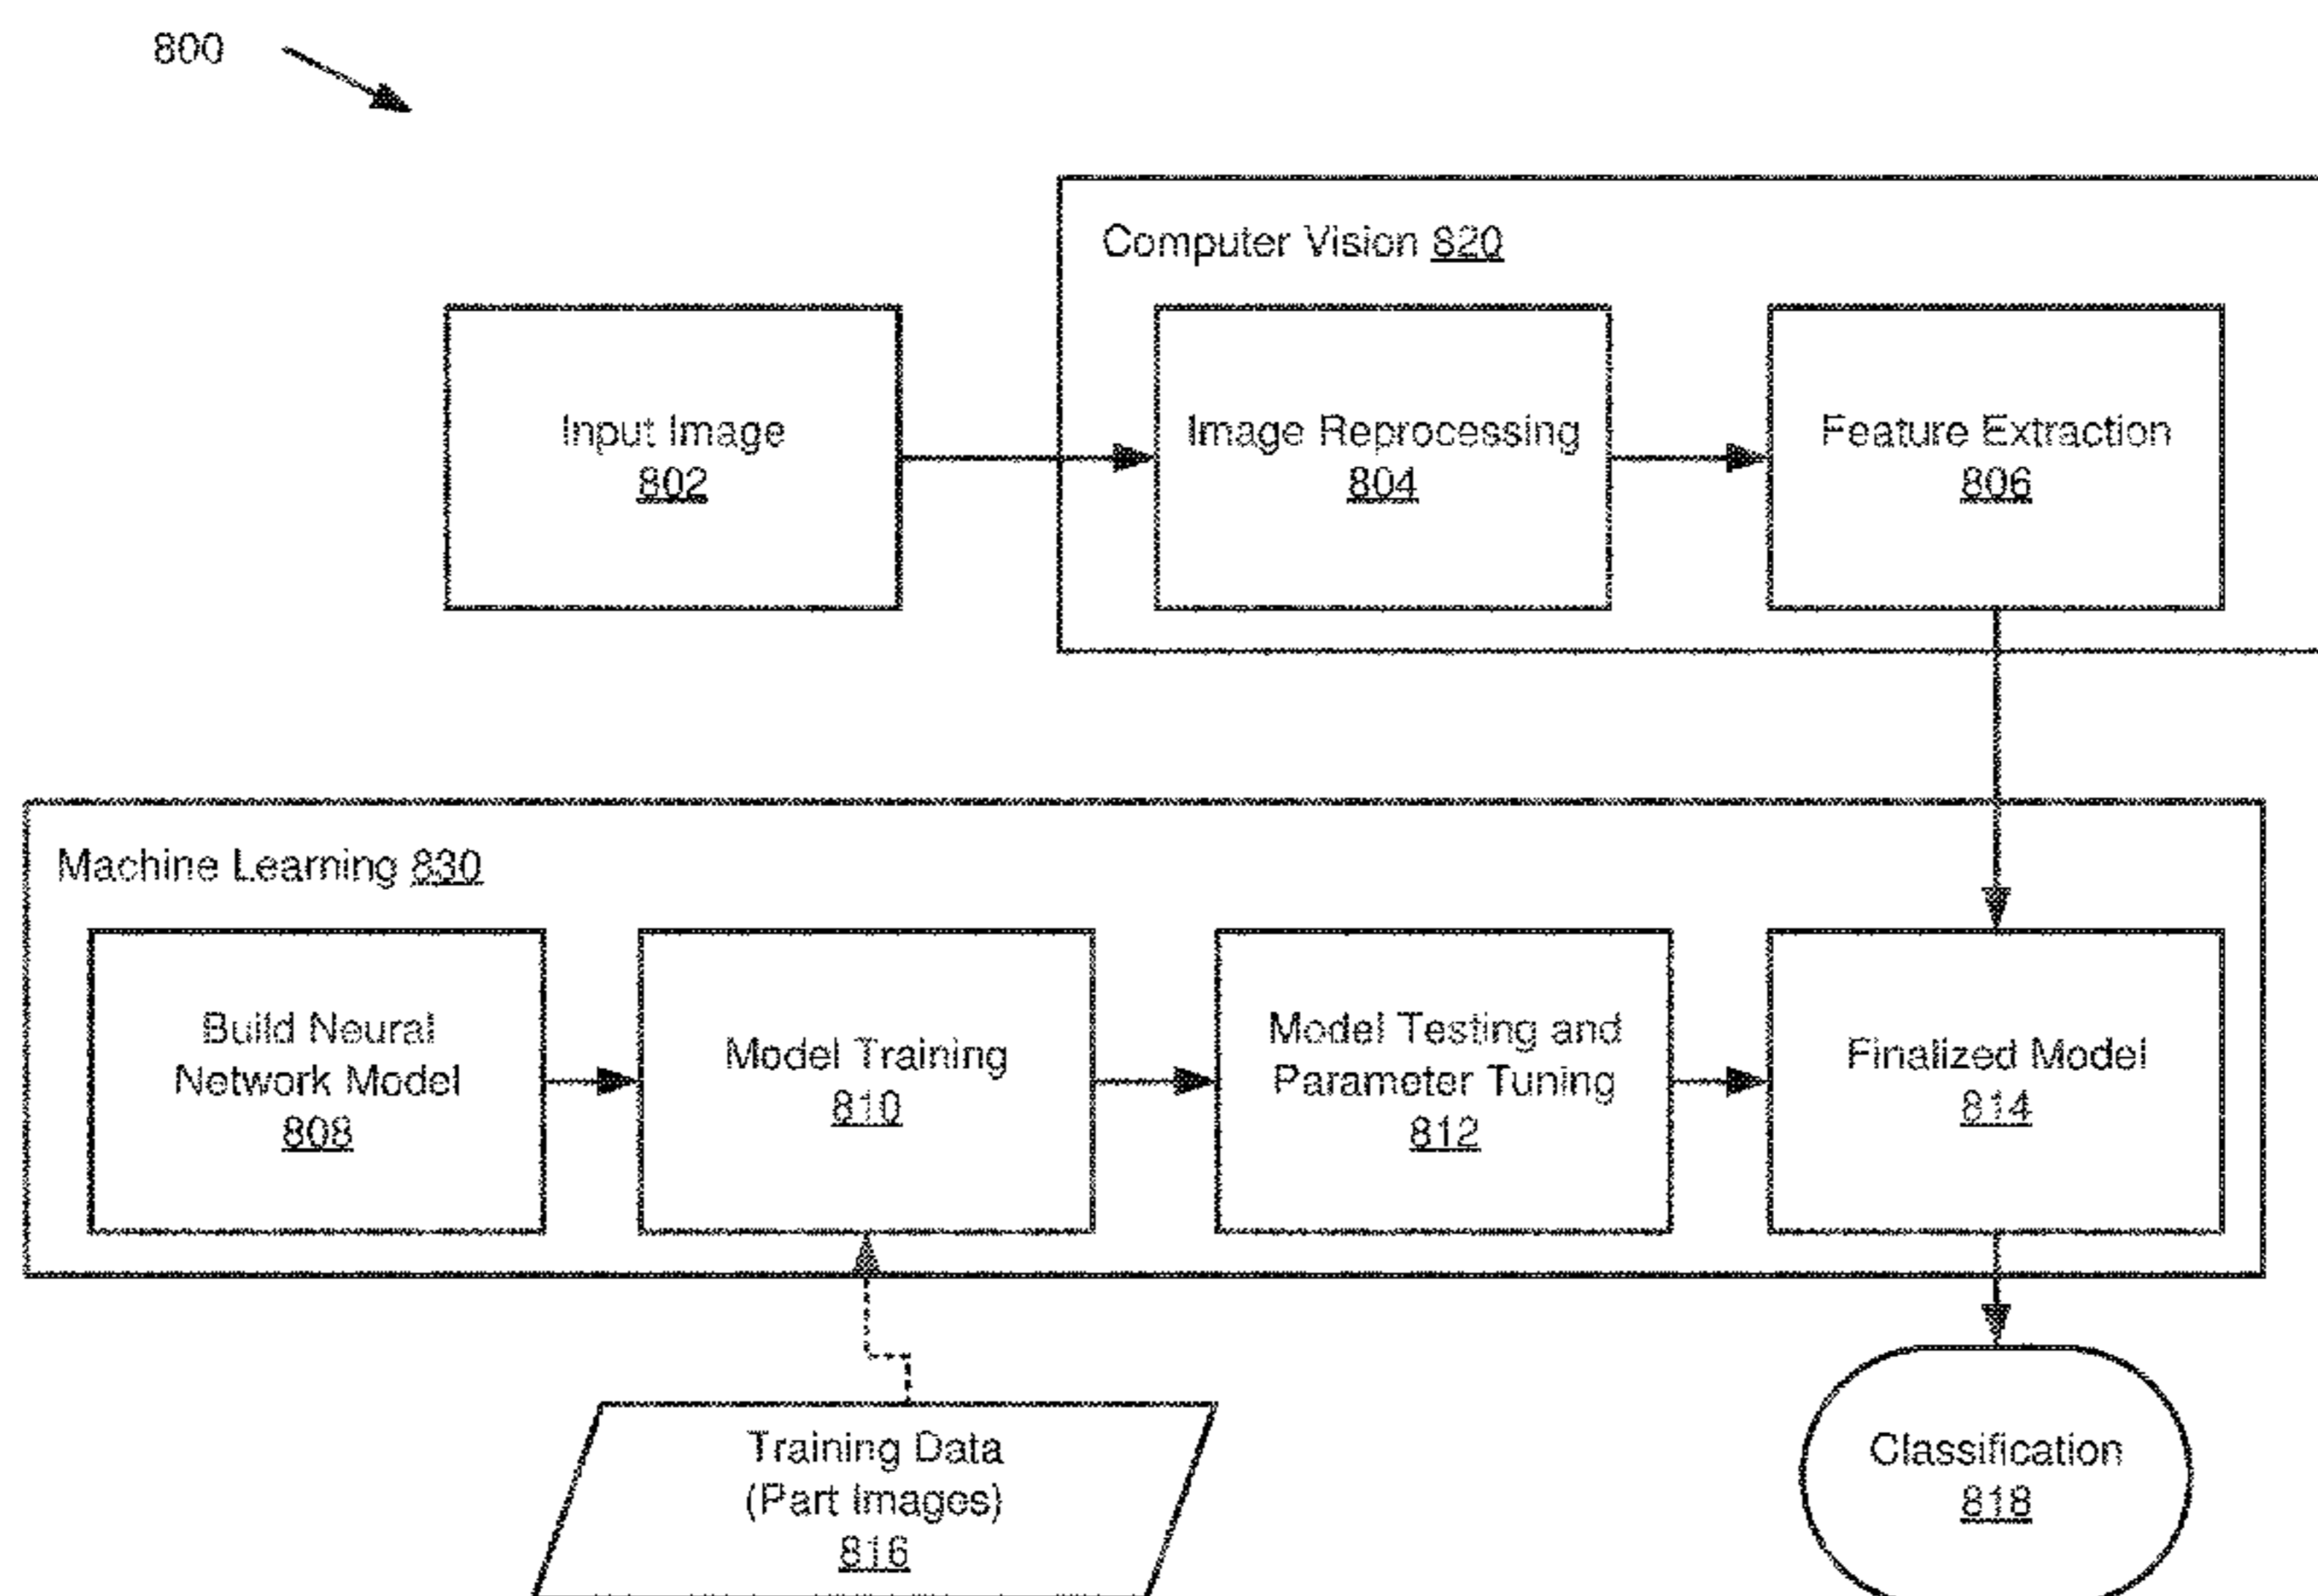 800
Computer Vision 820
Input Image
802
Image Reprocessing
804
Feature Extraction
806
Machine Learning 830
Build Neural
Network Model
808
Model Training
810
Model Testing and
Parameter Tuning
812
Finalized Model
814
Training Data
(Part Images)
816
Classification
818